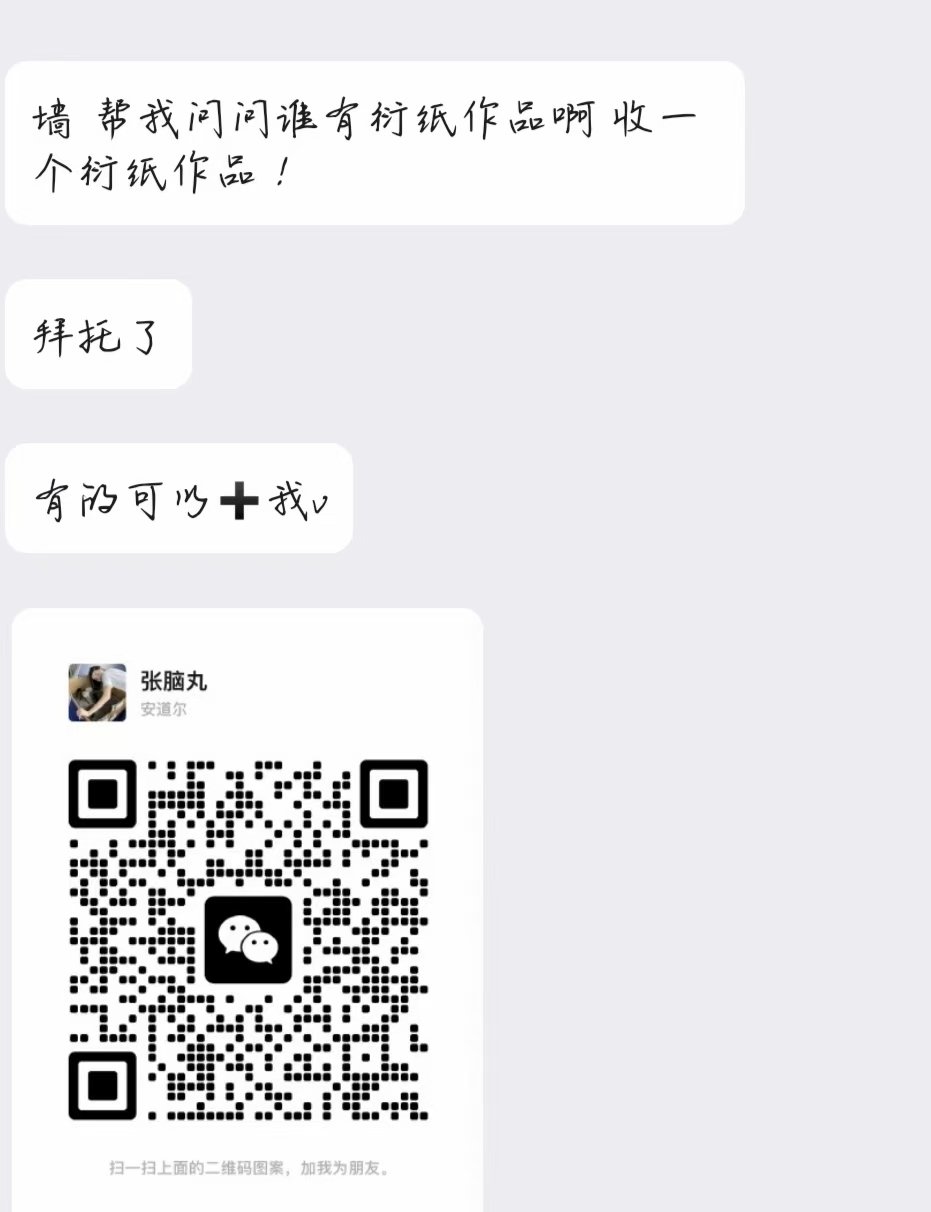 墙 帮我问问谁有衍纸作品啊 收一
个衍纸作品！
拜托了
有的可以➕我v
张脑丸
安道尔
扫一扫上面的二维码图案，加我为朋友。